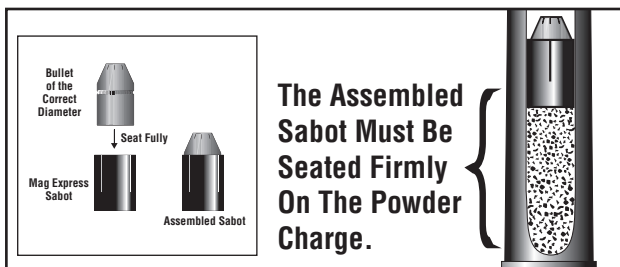 Bullet
of the
Correct
Diameter
Seat Fully
Mag Express
Sabot
Assembled Sabot
The Assembled
Sabot Must Be
Seated Firmly
On The Powder
Charge.